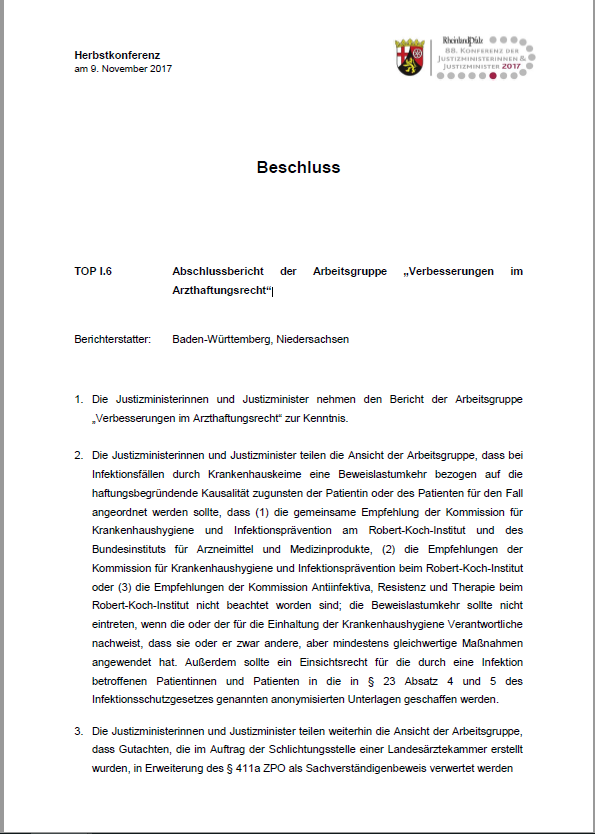 Herbstkonferenz
am 9. November 2017
RheinlandPfalz
88. KONFERENZ DER
JUSTIZMINISTERINNEN &
JUSTIZMINISTER 2017
Beschluss
TOP I.6 Abschlussbericht der Arbeitsgruppe „Verbesserungen im
Arzthaftungsrecht“
Berichterstatter: Baden-Württemberg, Niedersachsen
1. Die Justizministerinnen und Justizminister nehmen den Bericht der Arbeitsgruppe
„Verbesserungen im Arzthaftungsrecht“ zur Kenntnis.
2. Die Justizministerinnen und Justizminister teilen die Ansicht der Arbeitsgruppe, dass bei
Infektionsfällen durch Krankenhauskeime eine Beweislastumkehr bezogen auf die
haftungsbegründende Kausalität zugunsten der Patientin oder des Patienten für den Fall
angeordnet werden sollte, dass (1) die gemeinsame Empfehlung der Kommission für
Krankenhaushygiene und Infektionsprävention am Robert-Koch-Institut und des
Bundesinstituts für Arzneimittel und Medizinprodukte, (2) die Empfehlungen der
Kommission für Krankenhaushygiene und Infektionsprävention beim Robert-Koch-Institut
oder (3) die Empfehlungen der Kommission Antiinfektiva, Resistenz und Therapie beim
Robert-Koch-Institut nicht beachtet worden sind; die Beweislastumkehr sollte nicht
eintreten, wenn die oder der für die Einhaltung der Krankenhaushygiene Verantwortliche
nachweist, dass sie oder er zwar andere, aber mindestens gleichwertige Maßnahmen
angewendet hat. Außerdem sollte ein Einsichtsrecht für die durch eine Infektion
betroffenen Patientinnen und Patienten in die in § 23 Absatz 4 und 5 des
Infektionsschutzgesetzes genannten anonymisierten Unterlagen geschaffen werden.
3. Die Justizministerinnen und Justizminister teilen weiterhin die Ansicht der Arbeitsgruppe,
dass Gutachten, die im Auftrag der Schlichtungsstelle einer Landesärztekammer erstellt
wurden, in Erweiterung des § 411a ZPO als Sachverständigenbeweis verwertet werden